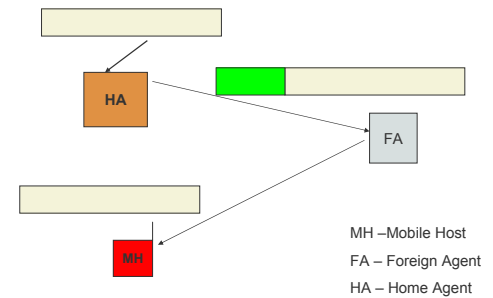 HA
FA
MH
MH –Mobile Host
FA – Foreign Agent
HA – Home Agent